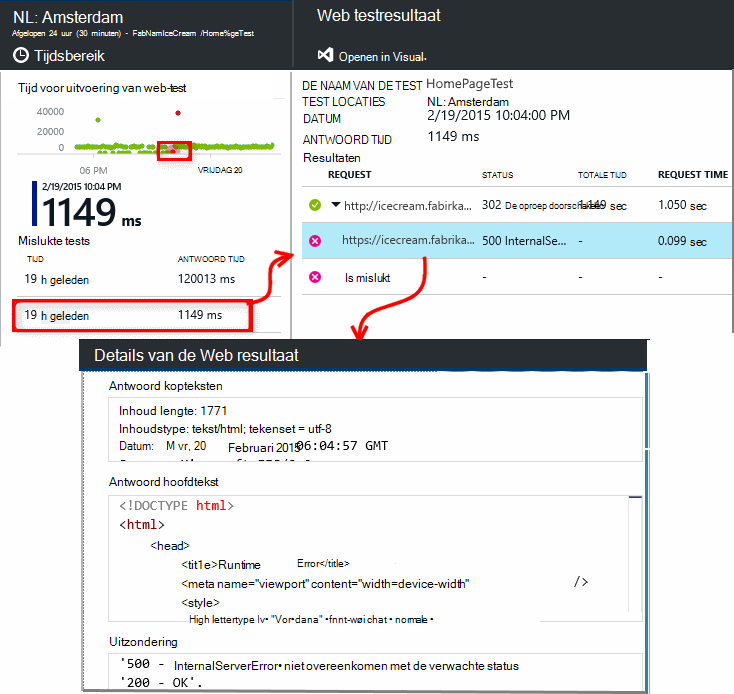 NL: Amsterdam
Afgelopen 24 uur (30 minuten) - FabNamIceCream /Home%geTest
Tijdsbereik
Tijd voor uitvoering van web-test
40000
20000
0
06 PM
VRIJDAG 20
2/19/2015 10:04 PM
1149 ms
Mislukte tests
TIJD ANTWOORD TIJD
19 h geleden 120013 ms
19 h geleden 1149 ms
Web testresultaat
Openen in Visual.
DE NAAM VAN DE TEST HomePageTest
TEST LOCATIES NL: Amsterdam
DATUM 2/19/2015 10:04:00 PM
ANTWOORD TIJD 1149 ms
Resultaten
REQUEST STATUS TOTALE TIJD REQUEST TIME
http://icecream.fabirka... 302 De oproep doorschakelen 1.149 sec 1.050 sec
https://icecream.fabrika... 500 InternalSe... - 0.099 sec
Is mislukt - - -
Details van de Web resultaat
Antwoord kopteksten
Inhoud lengte: 1771
Inhoudstype: tekst/html; tekenset = utf-8
Datum: M vr, 20 Februari 2015 06:04:57 GMT
Antwoord hoofdtekst
<!DOCTYPE html>
<html>
<head>
<tit1e>Runtime Error</title>
<meta name="viewport" content="width=device-width" />
<style>
High lettertype lv• "Vor•dana" •fnnt-wøi chat • normale •
Uitzondering
'500 - InternalServerError• niet overeenkomen met de verwachte status
'200 - OK'.